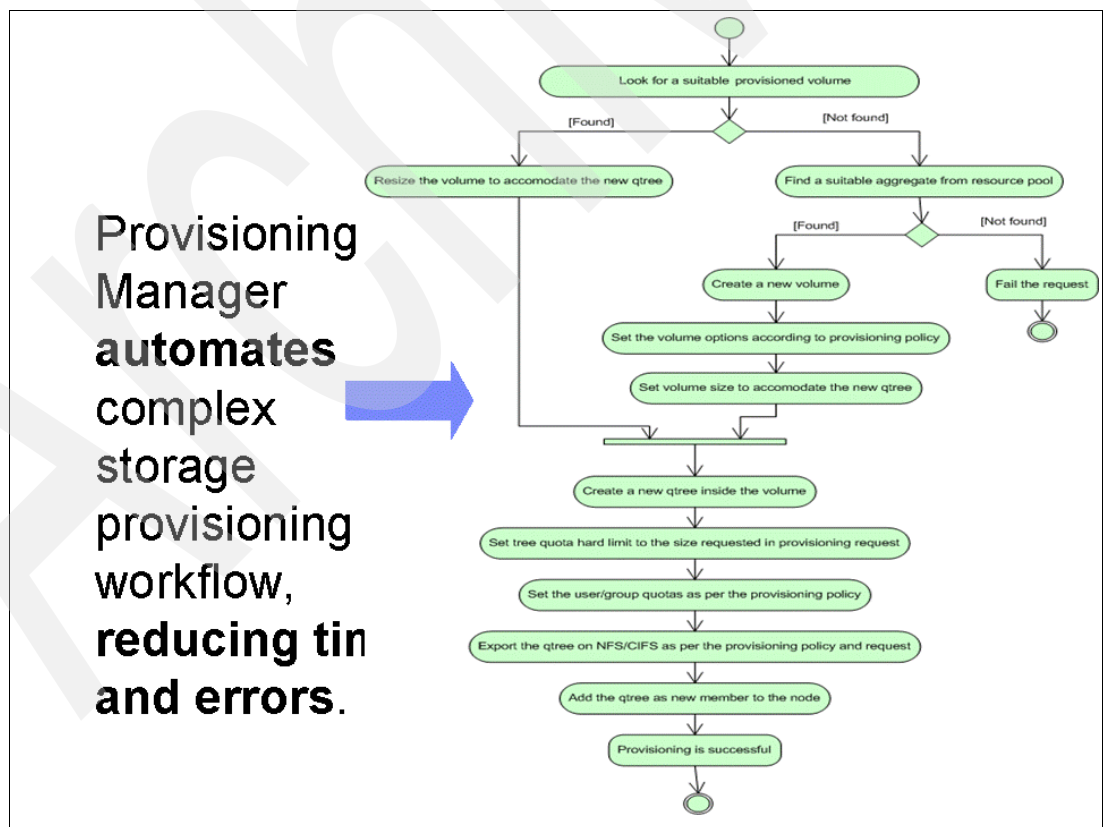 Provisioning
Manager
automates
complex
storage
provisioning
workflow,
reducing tim
and errors.
Look for a suitable provisioned volume
[Found]
[Not found]
Resize the volume to accomodate the new qtree
Find a suitable aggregate from resource pool
[Found]
[Not found]
Create a new volume
Fail the request
Set the volume options according to provisioning policy
Set volume size to accomodate the new qtree
Create a new qtree inside the volume
Set tree quota hard limit to the size requested in provisioning request
Set the user/group quotas as per the provisioning policy
Export the qtree on NFS/CIFS as per the provisioning policy and request
Add the qtree as new member to the node
Provisioning is successful